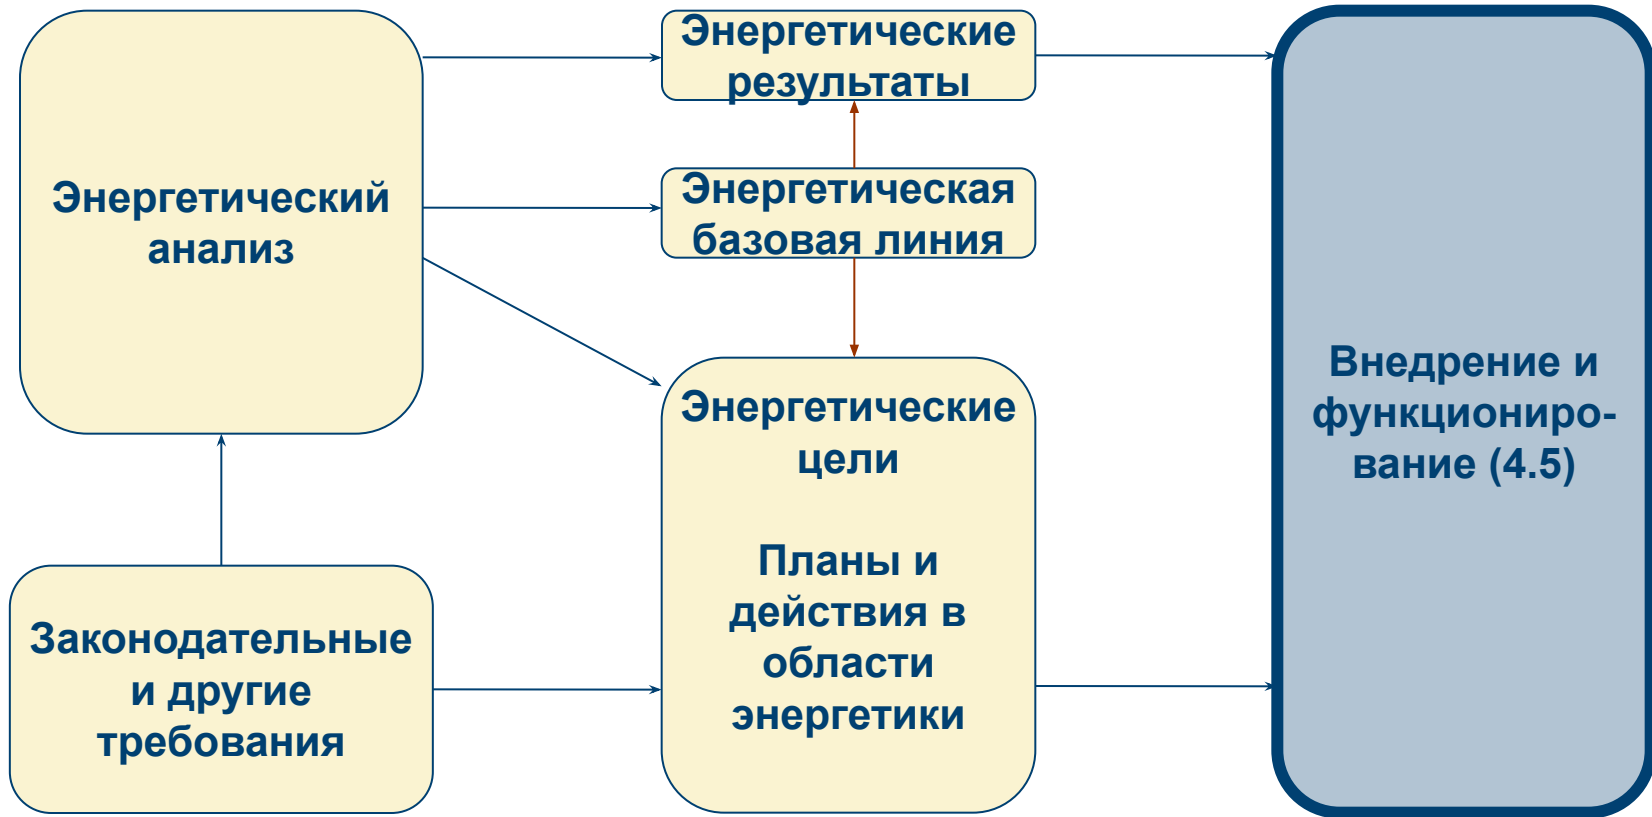 Энергетический
анализ
Энергетические
результаты
Энергетическая
базовая линия
Законодательные
и другие
требования
Энергетические
цели
Планы и
действия в
области
энергетики
Внедрение и
функциониро-
вание (4.5)